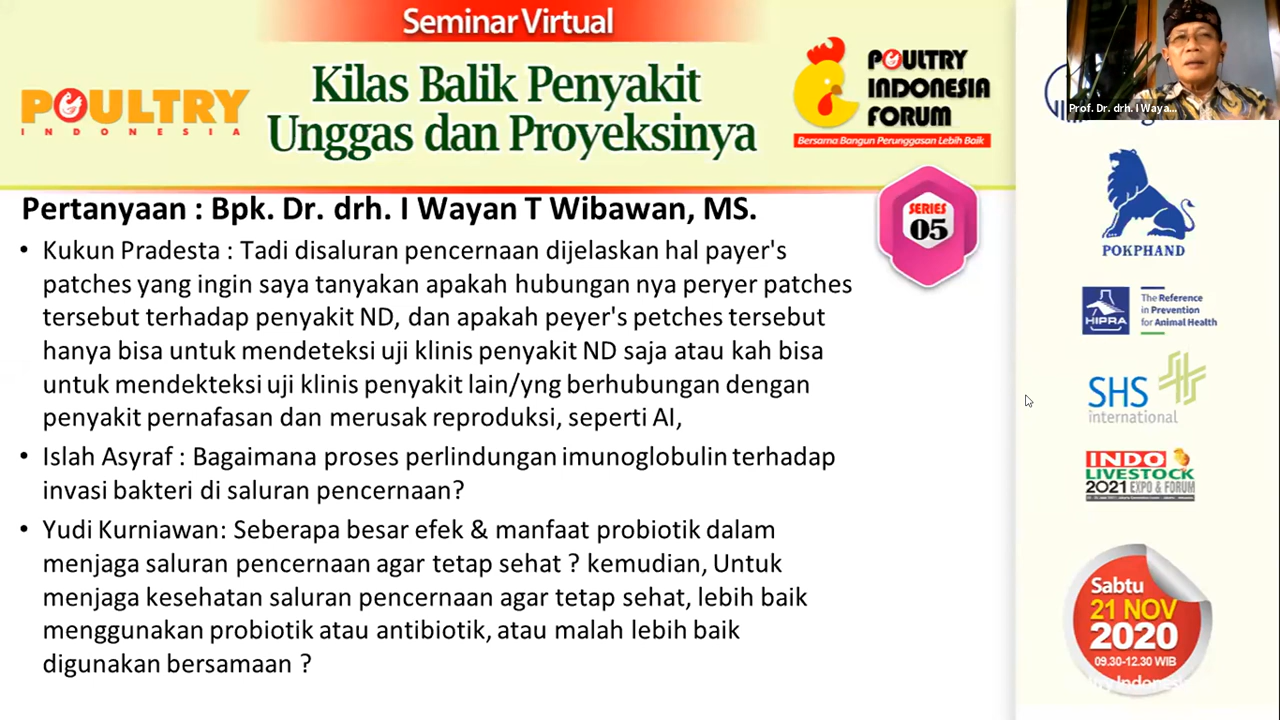 Seminar Virtual
Kilas Balik Penyakit
Unggas dan Proyeksinya
POULTRY
INDONESIA
POULTRY
INDONESIA
FORUM
Bersama Bangun Perunggasan Lebih Baik
Prof. Dr. drh. I Waya...
SERIES
05
Pertanyaan : Bpk. Dr. drh. I Wayan T Wibawan, MS.
• Kukun Pradesta : Tadi disaluran pencernaan dijelaskan hal payer's
patches yang ingin saya tanyakan apakah hubungan nya peryer patches
tersebut terhadap penyakit ND, dan apakah peyer's petches tersebut
hanya bisa untuk mendeteksi uji klinis penyakit ND saja atau kah bisa
untuk mendekteksi uji klinis penyakit lain/yng berhubungan dengan
penyakit pernafasan dan merusak reproduksi, seperti AI,
• Islah Asyraf : Bagaimana proses perlindungan imunoglobulin terhadap
invasi bakteri di saluran pencernaan?
• Yudi Kurniawan: Seberapa besar efek & manfaat probiotik dalam
menjaga saluran pencernaan agar tetap sehat ? kemudian, Untuk
menjaga kesehatan saluran pencernaan agar tetap sehat, lebih baik
menggunakan probiotik atau antibiotik, atau malah lebih baik
digunakan bersamaan ?
POKPHAND
HIPRA
The Reference
in Prevention
for Animal Health
SHS
international
INDO
LIVESTOCK
2021 EXPO & FORUM
Sabtu
21 NOV
2020
09.30-12.30 WIB